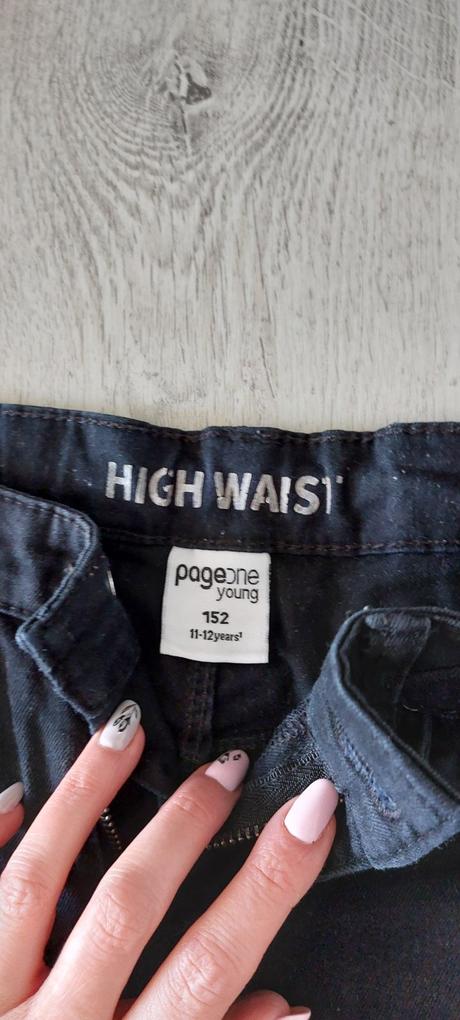 HIGH WAIST
pageone
young
152
11-12years¹